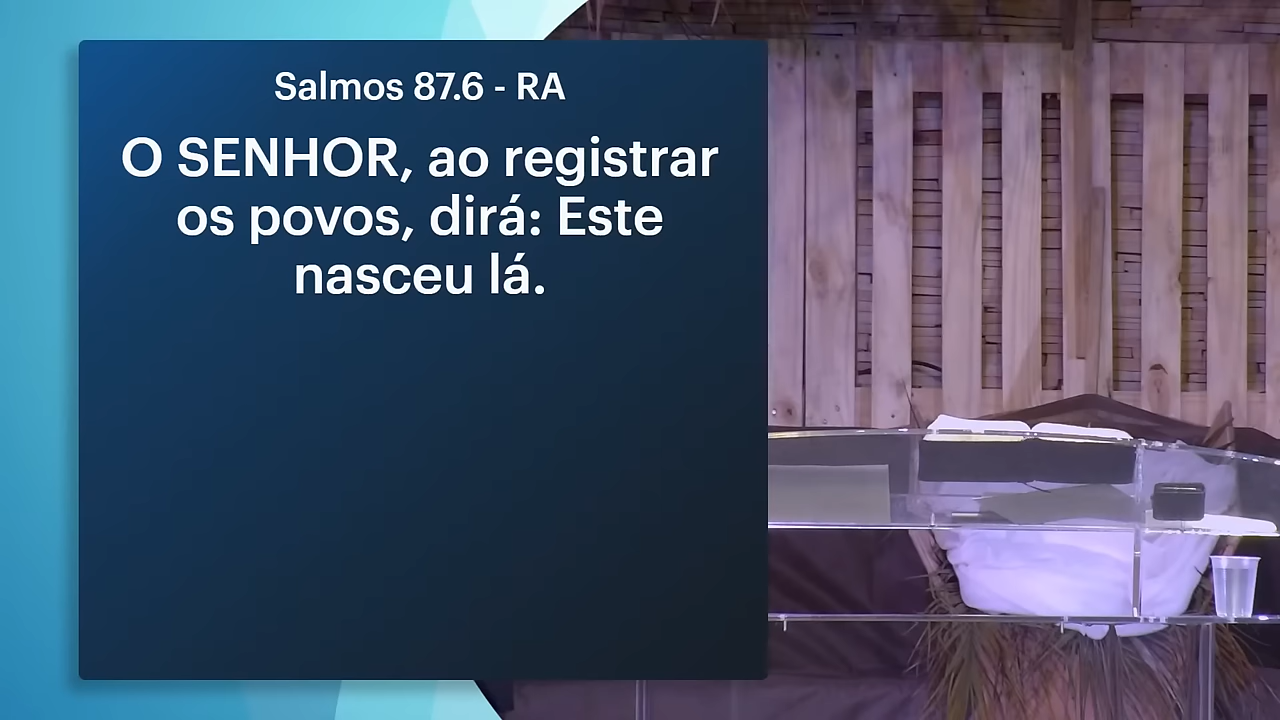 Salmos 87.6 - RA
O SENHOR, ao registrar
os povos, dirá: Este
nasceu lá.